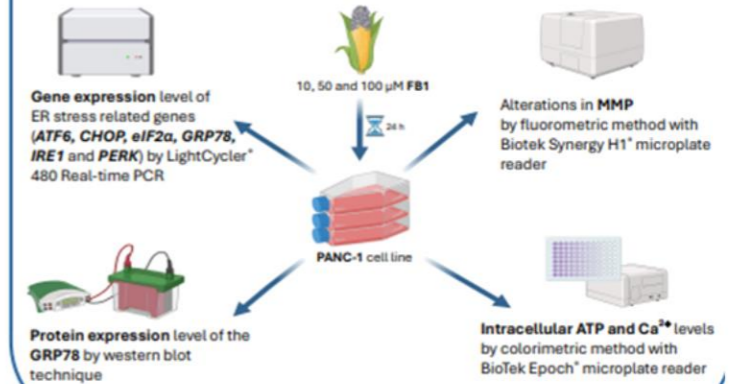 10, 50 and 100 µM FB1
24 h
Gene expression level of
ER stress related genes
(ATF6, CHOP, eIF2α, GRP78,
IRE1 and PERK) by LightCycler®
480 Real-time PCR
Alterations in MMP
by fluorometric method with
Biotek Synergy H1® microplate
reader
PANC-1 cell line
Protein expression level of the
GRP78 by western blot
technique
Intracellular ATP and Ca²⁺ levels
by colorimetric method with
BioTek Epoch® microplate reader